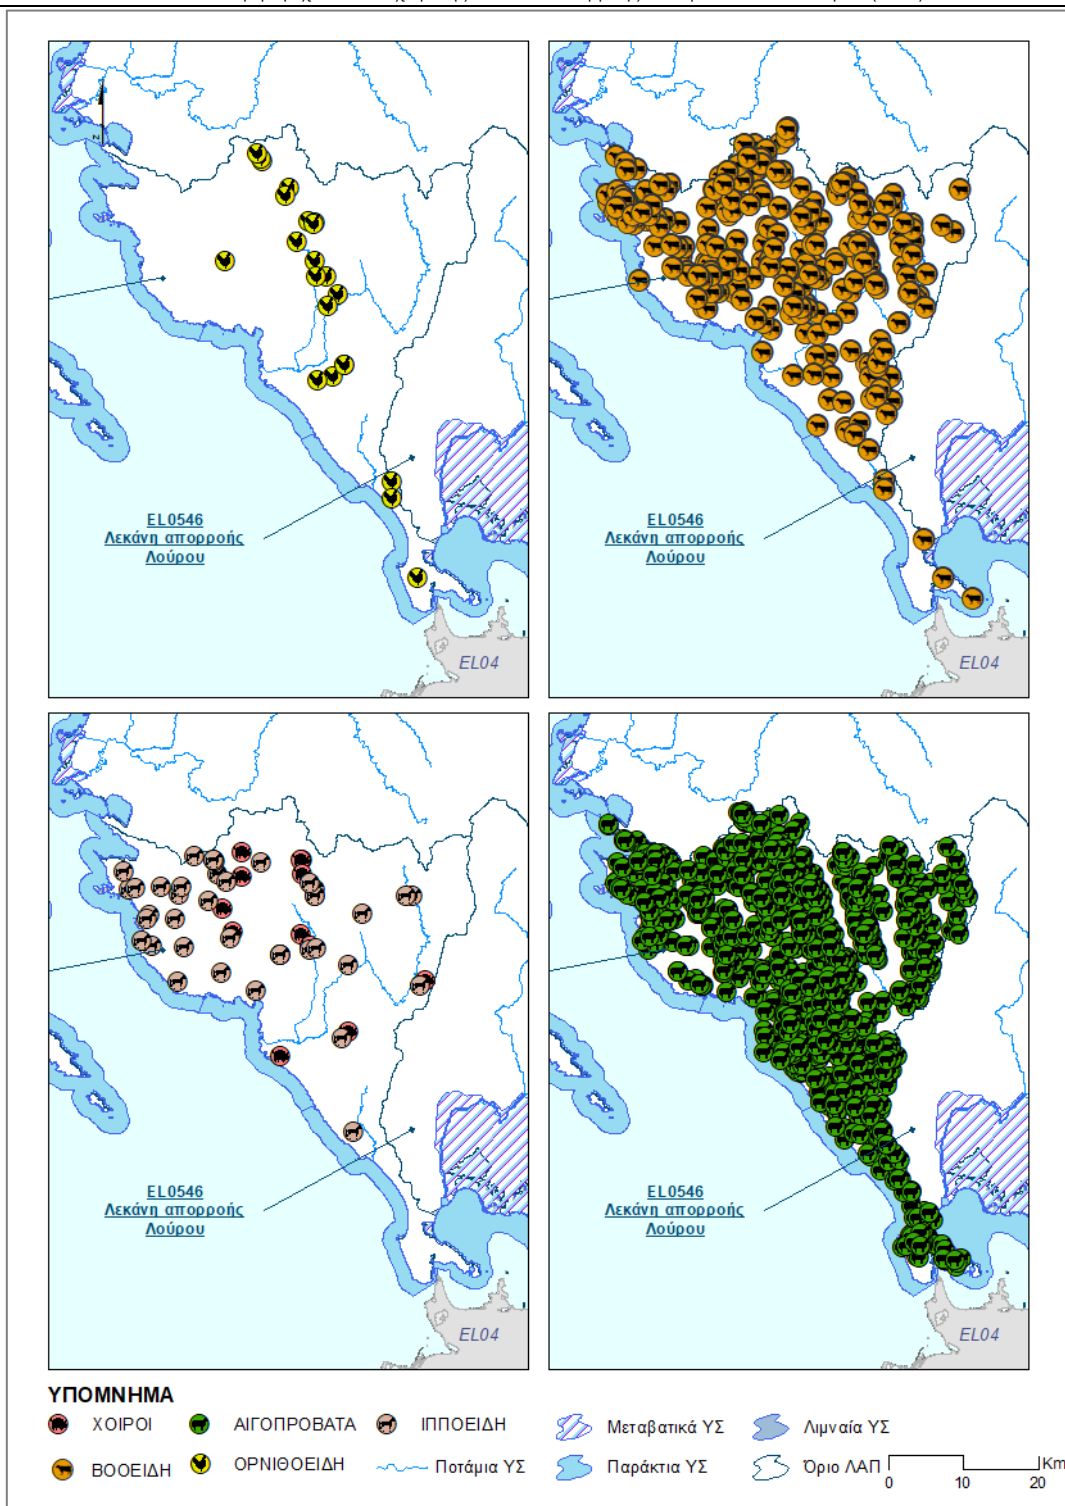 EL0546
Λεκάνη απορροής
Λούρου
EL04
EL0546
Λεκάνη απορροής
Λούρου
EL04
EL0546
Λεκάνη απορροής
Λούρου
EL04
EL0546
Λεκάνη απορροής
Λούρου
EL04
ΥΠΟΜΝΗΜΑ
ΧΟΙΡΟΙ ΑΙΓΟΠΡΟΒΑΤΑ ΙΠΠΟΕΙΔΗ Μεταβατικά ΥΣ Λιμναία ΥΣ
ΒΟΟΕΙΔΗ ΟΡΝΙΘΟΕΙΔΗ Ποτάμια ΥΣ Παράκτια ΥΣ Όριο ΛΑΠ Km
0 10 20